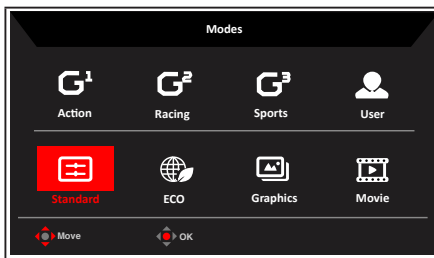 Modes
G¹ G² G³
Action Racing Sports User
Standard ECO Graphics Movie
Move OK